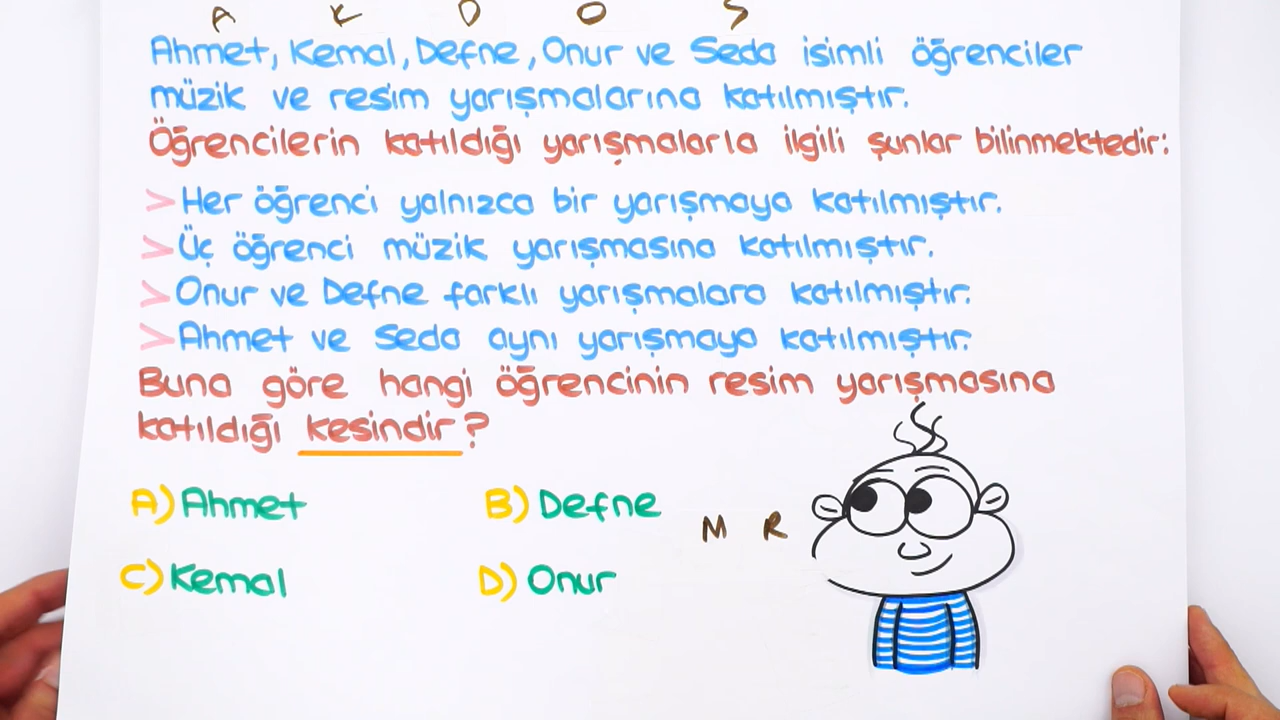 A K D O S
Ahmet, Kemal, Defne, Onur ve Seda isimli öğrenciler
müzik ve resim yarışmalarına katılmıştır.
Öğrencilerin katıldığı yarışmalarla ilgili şunlar bilinmektedir:
> Her öğrenci yalnızca bir yarışmaya katılmıştır.
> Üç öğrenci müzik yarışmasına katılmıştır.
> Onur ve Defne farklı yarışmalara katılmıştır.
> Ahmet ve Seda aynı yarışmaya katılmıştır.
Buna göre hangi öğrencinin resim yarışmasına
katıldığı kesindir?
A) Ahmet B) Defne
M R
C) Kemal D) Onur